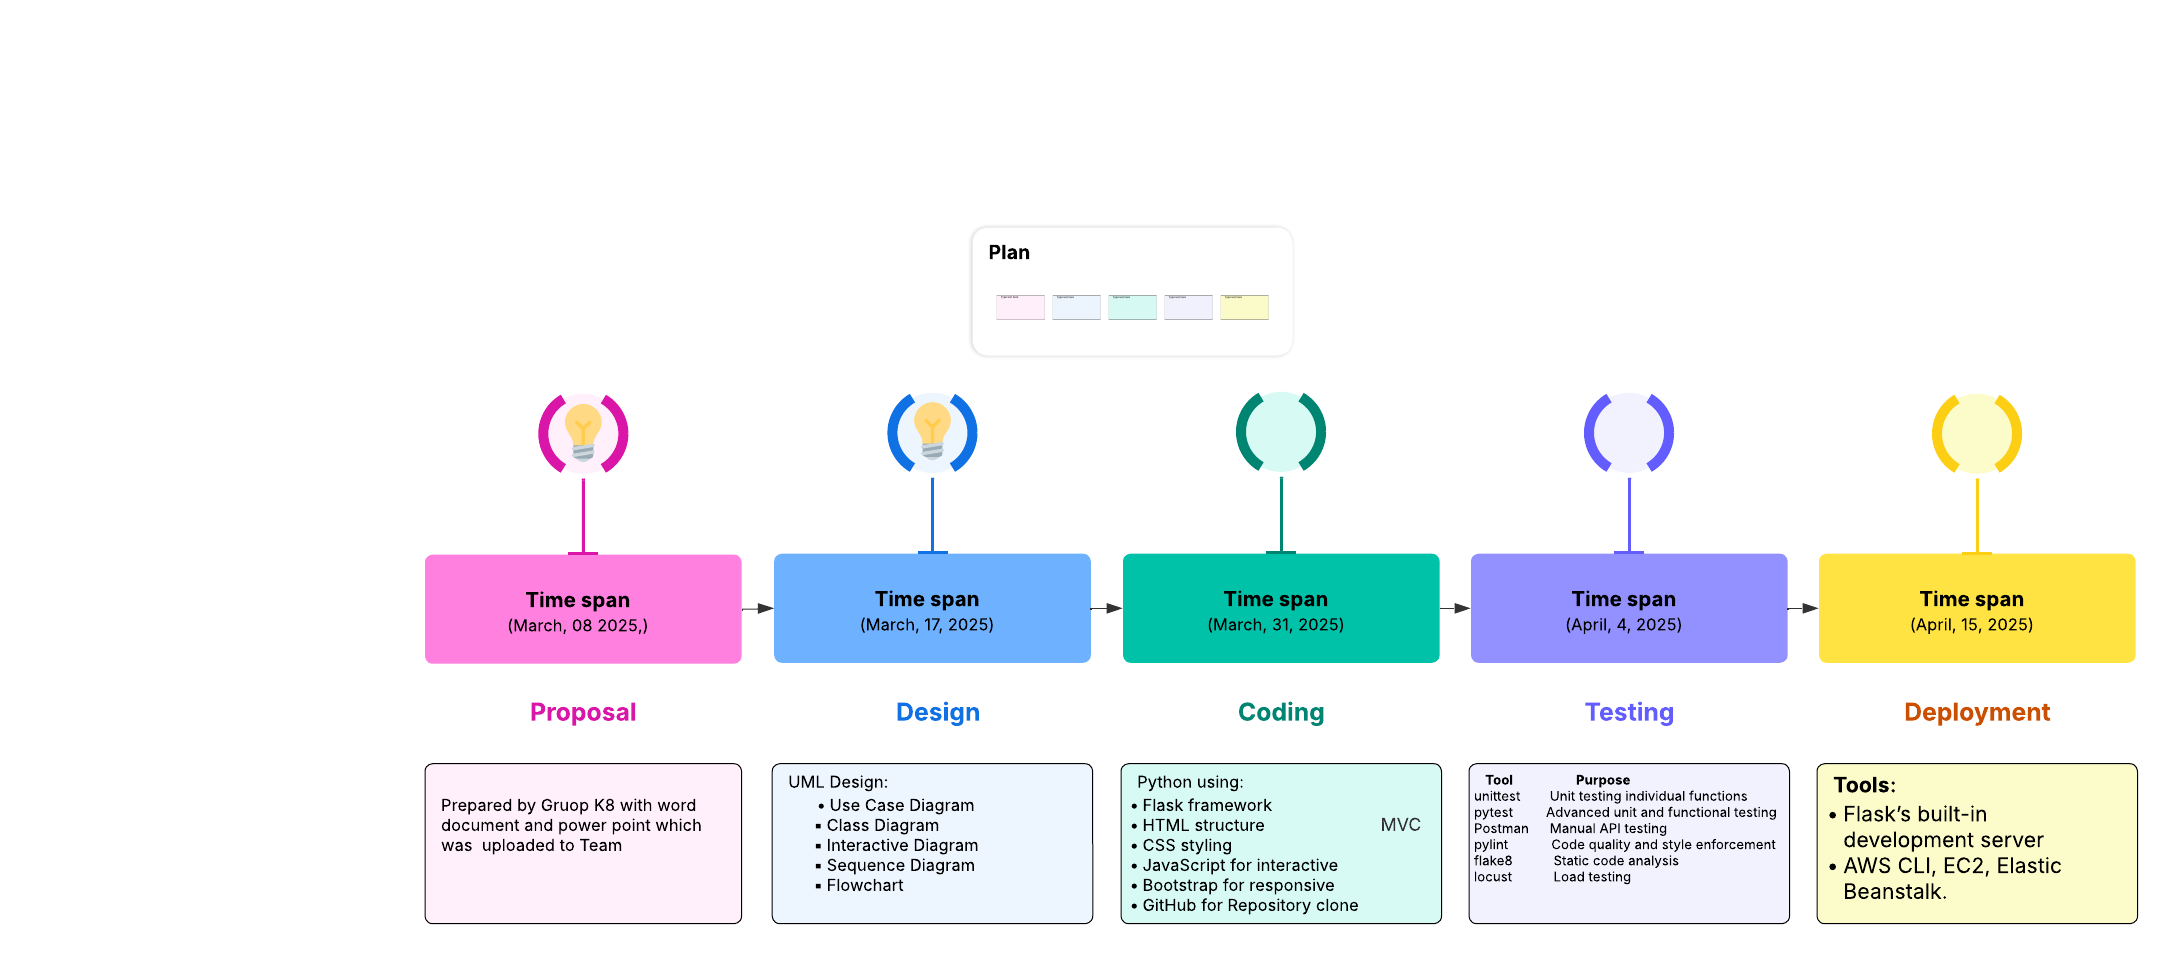 Plan
Time span
(March, 08 2025,)
Time span
(March, 17, 2025)
Time span
(March, 31, 2025)
Time span
(April, 4, 2025)
Time span
(April, 15, 2025)
Proposal
Design
Coding
Testing
Deployment
Prepared by Gruop K8 with word
document and power point which
was  uploaded to Team
UML Design:
• Use Case Diagram
▪ Class Diagram
▪ Interactive Diagram
▪ Sequence Diagram
▪ Flowchart
Python using:
• Flask framework
• HTML structure MVC
• CSS styling
• JavaScript for interactive
• Bootstrap for responsive
• GitHub for Repository clone
Tool Purpose
unittest Unit testing individual functions
pytest Advanced unit and functional testing
Postman Manual API testing
pylint Code quality and style enforcement
flake8 Static code analysis
locust Load testing
Tools:
• Flask’s built-in
development server
• AWS CLI, EC2, Elastic
Beanstalk.